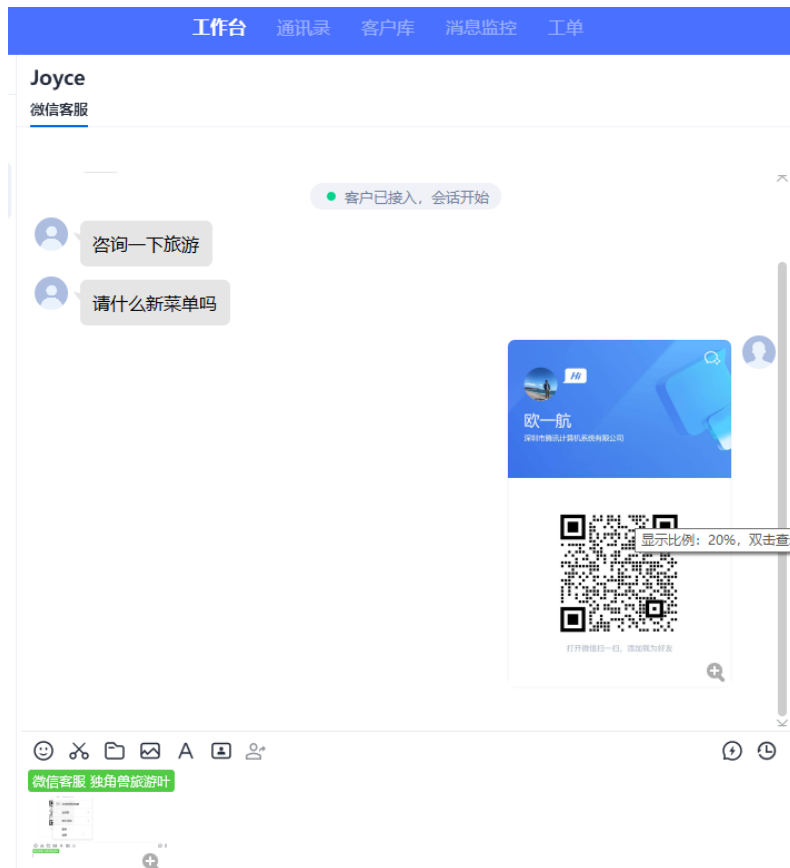 工作台 通讯录 客户库 消息监控 工单
Joyce
微信客服
客户已接入，会话开始
咨询一下旅游
请什么新菜单吗
Hi
欧一航
深圳市腾讯计算机系统有限公司
显示比例：20%，双击查
打开微信扫一扫，添加我为好友
微信客服 独角兽旅游叶